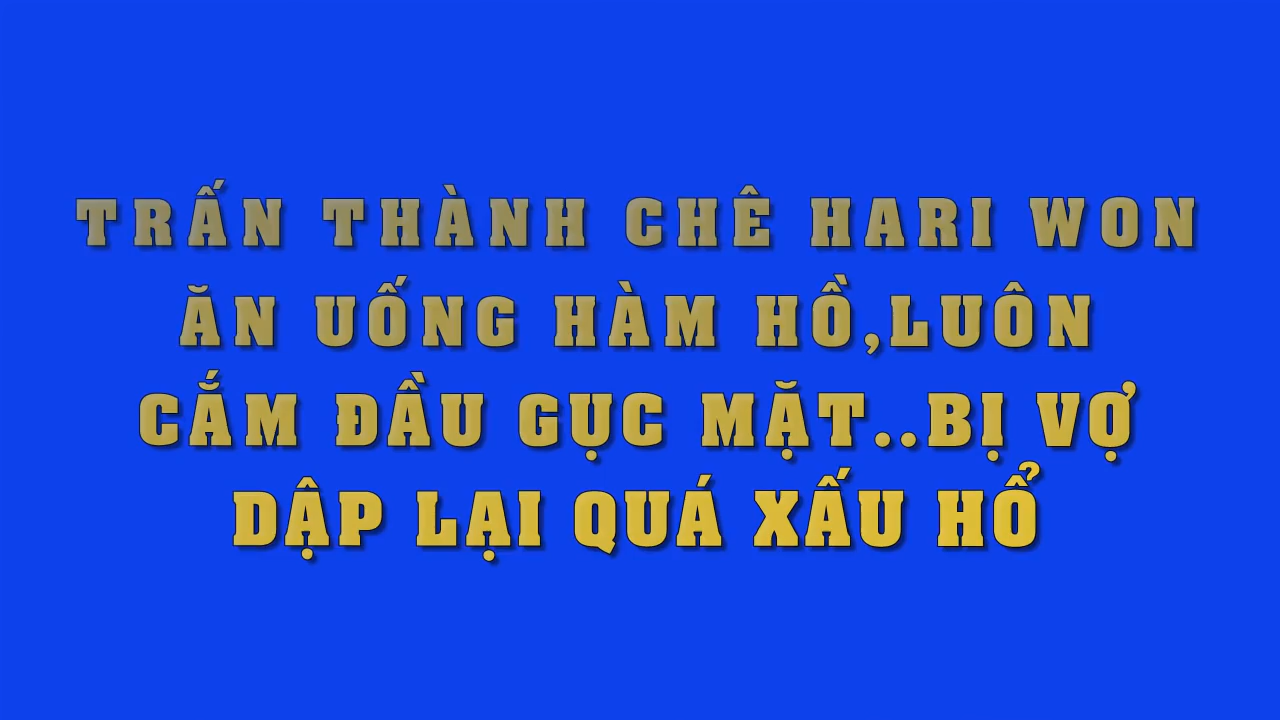 TRẤN THÀNH CHÊ HARI WON
ĂN UỐNG HÀM HỒ,LUÔN
CẮM ĐẦU GỤC MẶT..BỊ VỢ
DẬP LẠI QUÁ XẤU HỔ